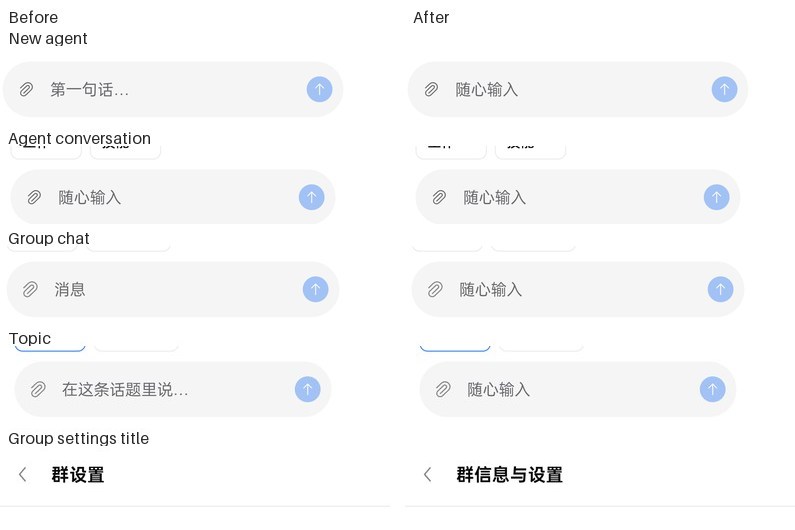 Before
After
New agent
第一句话...
随心输入
Agent conversation
随心输入
随心输入
Group chat
消息
随心输入
Topic
在这条话题里说...
随心输入
Group settings title
群设置
群信息与设置